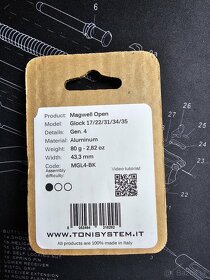 Product: Magwell Open
Model: Glock 17/22/31/34/35
Details: Gen. 4
Material: Aluminum
Weight: 80 g - 2,82 oz
Width: 43.3 mm
Code: MGL4-BK
Assembly difficulty:
Video tutorial:
WWW.TONISYSTEM.IT
All products are 100% made in Italy